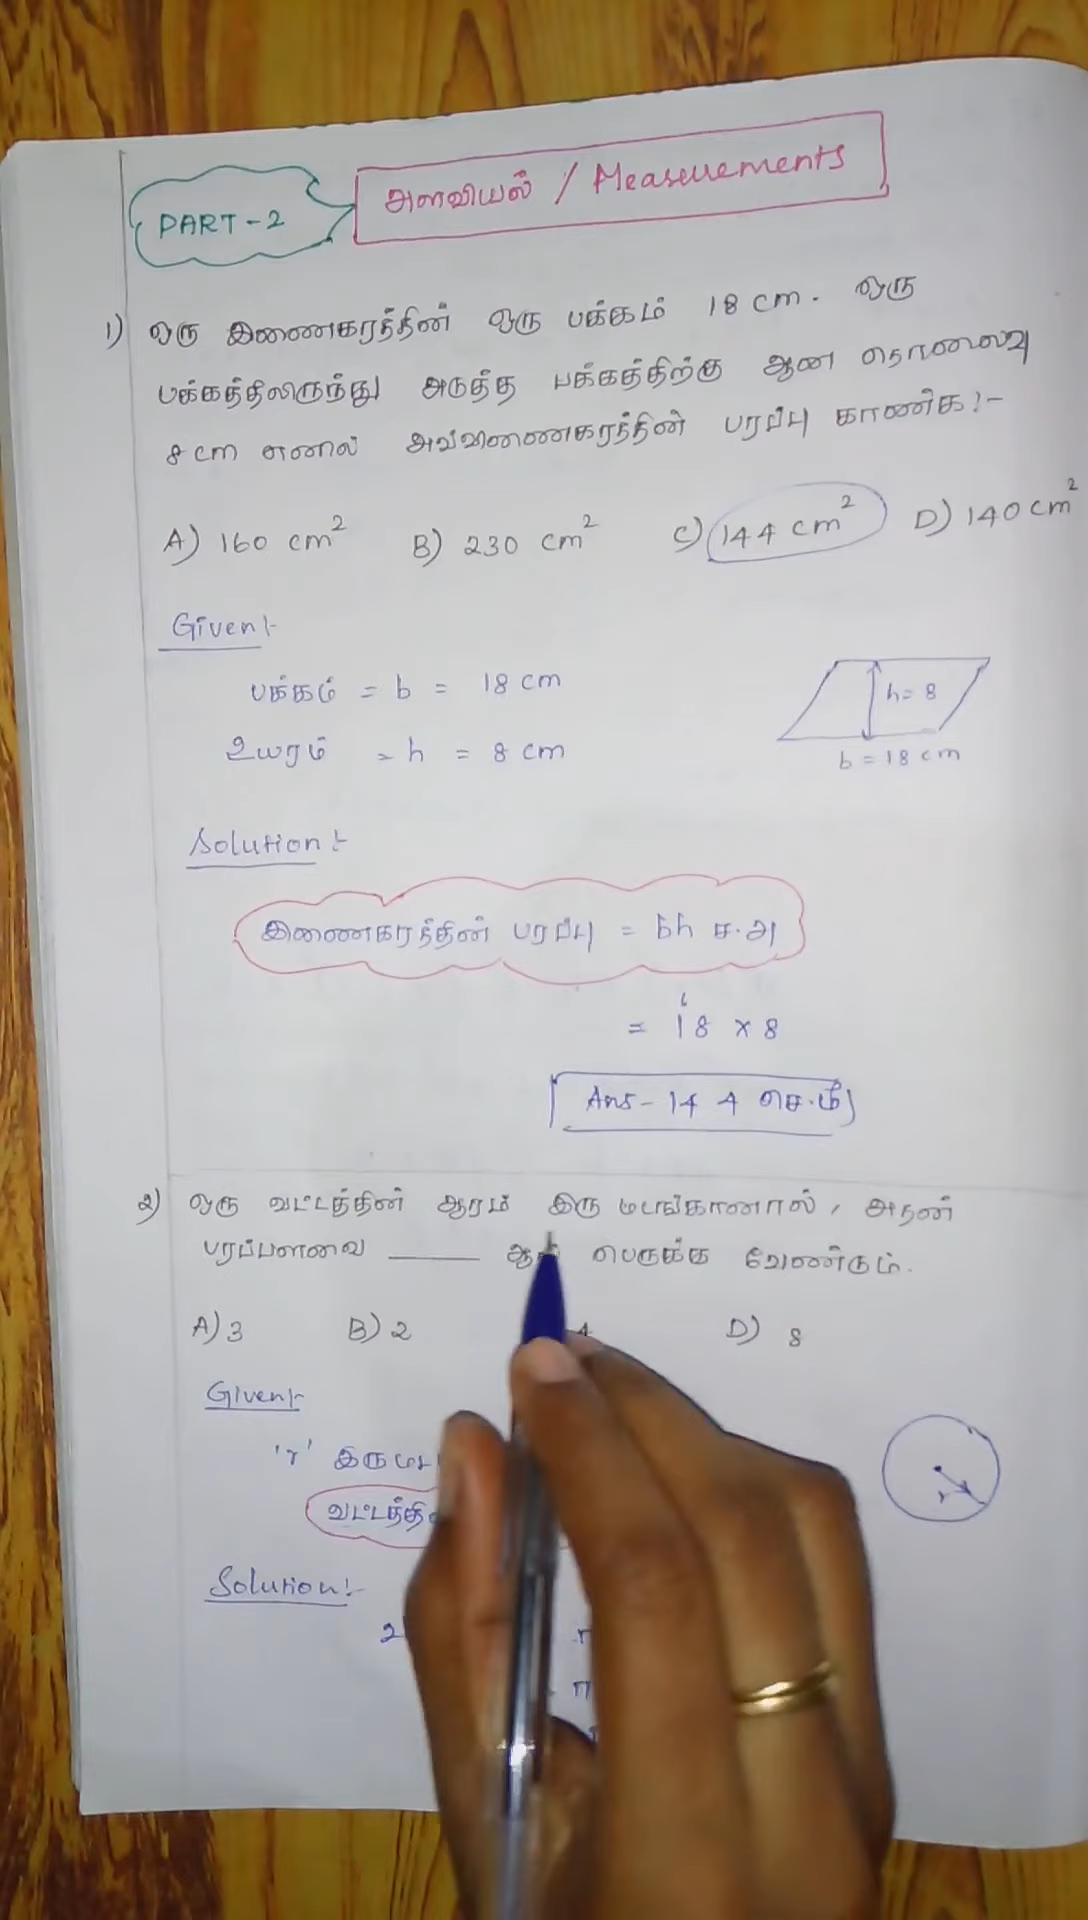 PART-2
அளவியல் / Measurements
1) ஒரு இணைகரத்தின் ஒரு பக்கம் 18 cm. ஒரு
பக்கத்திலிருந்து அடுத்த பக்கத்திற்கு ஆன தொலைவு
8 cm எனில் அவ்விணைகரத்தின் பரப்பு காண்க:-
A) 160 cm² B) 230 cm² C) 144 cm² D) 140 cm²
Given:-
பக்கம் = b = 18 cm
உயரம் = h = 8 cm
h = 8
b = 18 cm
Solution:-
இணைகரத்தின் பரப்பு = bh ச.அ
= 18 x 8
Ans - 144 செ.மீ
2) ஒரு வட்டத்தின் ஆரம் இரு மடங்கானால், அதன்
பரப்பளவை ____ பெருக்க வேண்டும்.
A) 3 B) 2 4 D) 8
Given:-
'r'
r
Solution:-
2